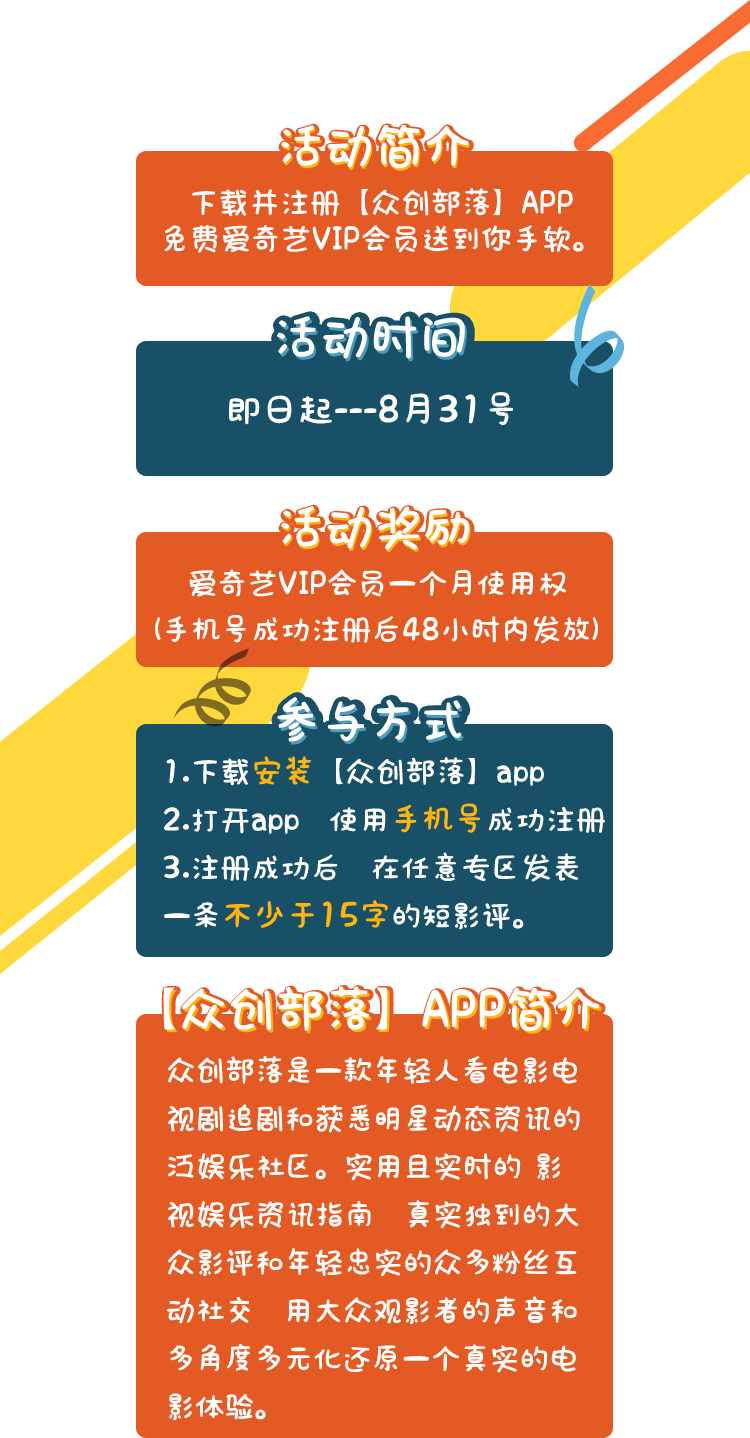 活动简介
下载并注册【众创部落】APP
免费爱奇艺VIP会员送到你手软。
活动时间
即日起---8月31号
活动奖励
爱奇艺VIP会员一个月使用权
(手机号成功注册后48小时内发放)
参与方式
1.下载安装【众创部落】app
2.打开app 使用手机号成功注册
3.注册成功后 在任意专区发表
一条不少于15字的短影评。
【众创部落】APP简介
众创部落是一款年轻人看电影电
视剧追剧和获悉明星动态资讯的
泛娱乐社区。实用且实时的 影
视娱乐资讯指南 真实独到的大
众影评和年轻忠实的众多粉丝互
动社交 用大众观影者的声音和
多角度多元化还原一个真实的电
影体验。